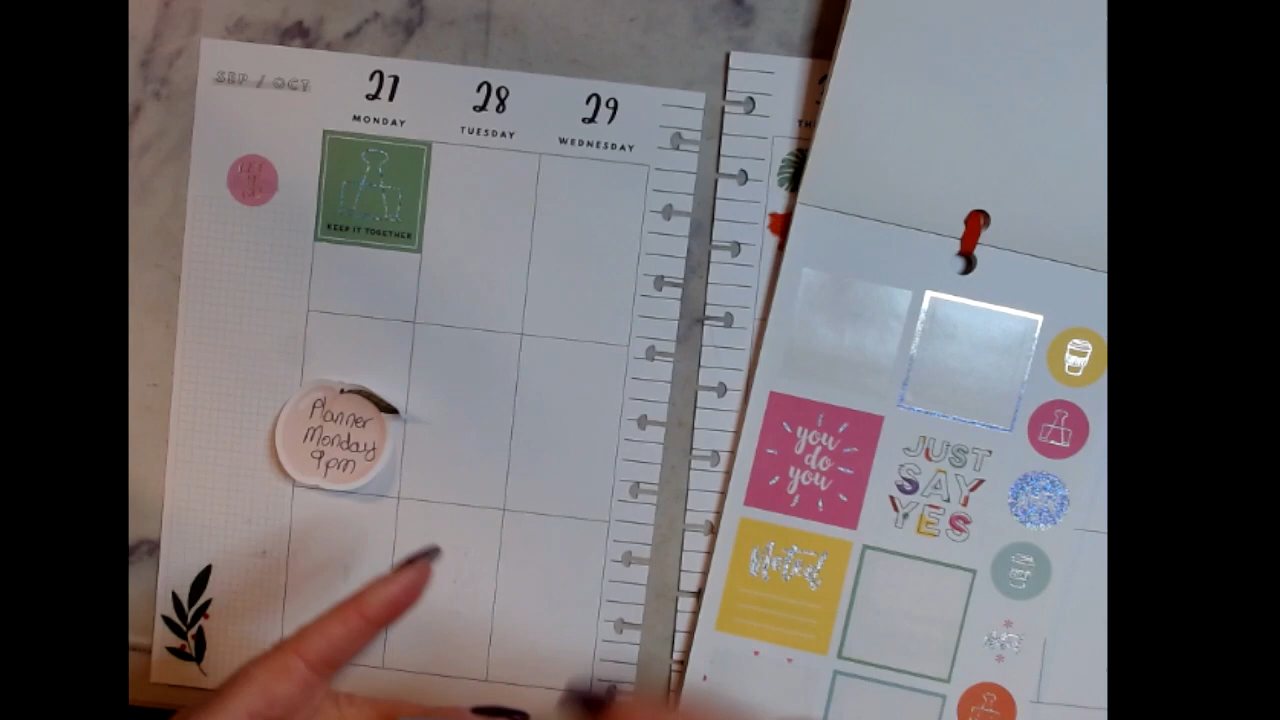 SEP / OCT
27
MONDAY
28
TUESDAY
29
WEDNESDAY
KEEP IT TOGETHER
Planner
Monday
9pm
you
do
you
JUST
SAY
YES
Noted